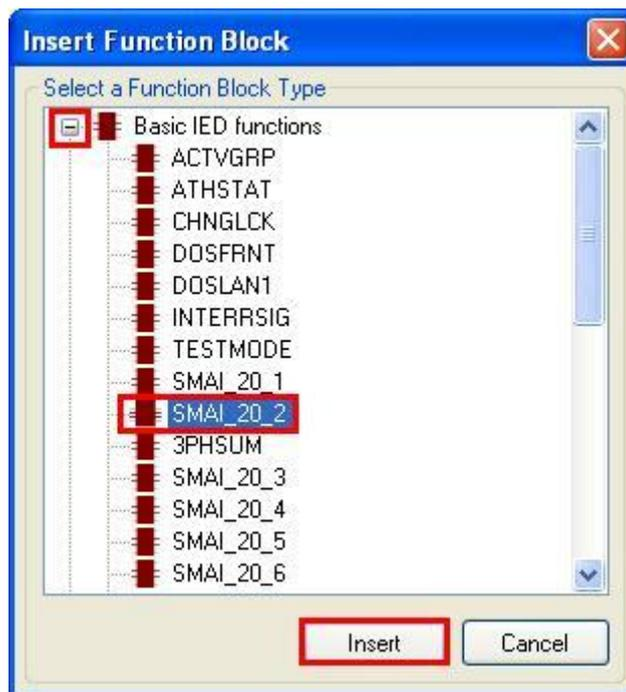 Insert Function Block
Select a Function Block Type
Basic IED functions
ACTVGRP
ATHSTAT
CHNGLCK
DOSFRNT
DOSLAN1
INTERRSIG
TESTMODE
SMAI_20_1
SMAI_20_2
3PHSUM
SMAI_20_3
SMAI_20_4
SMAI_20_5
SMAI_20_6
Insert Cancel